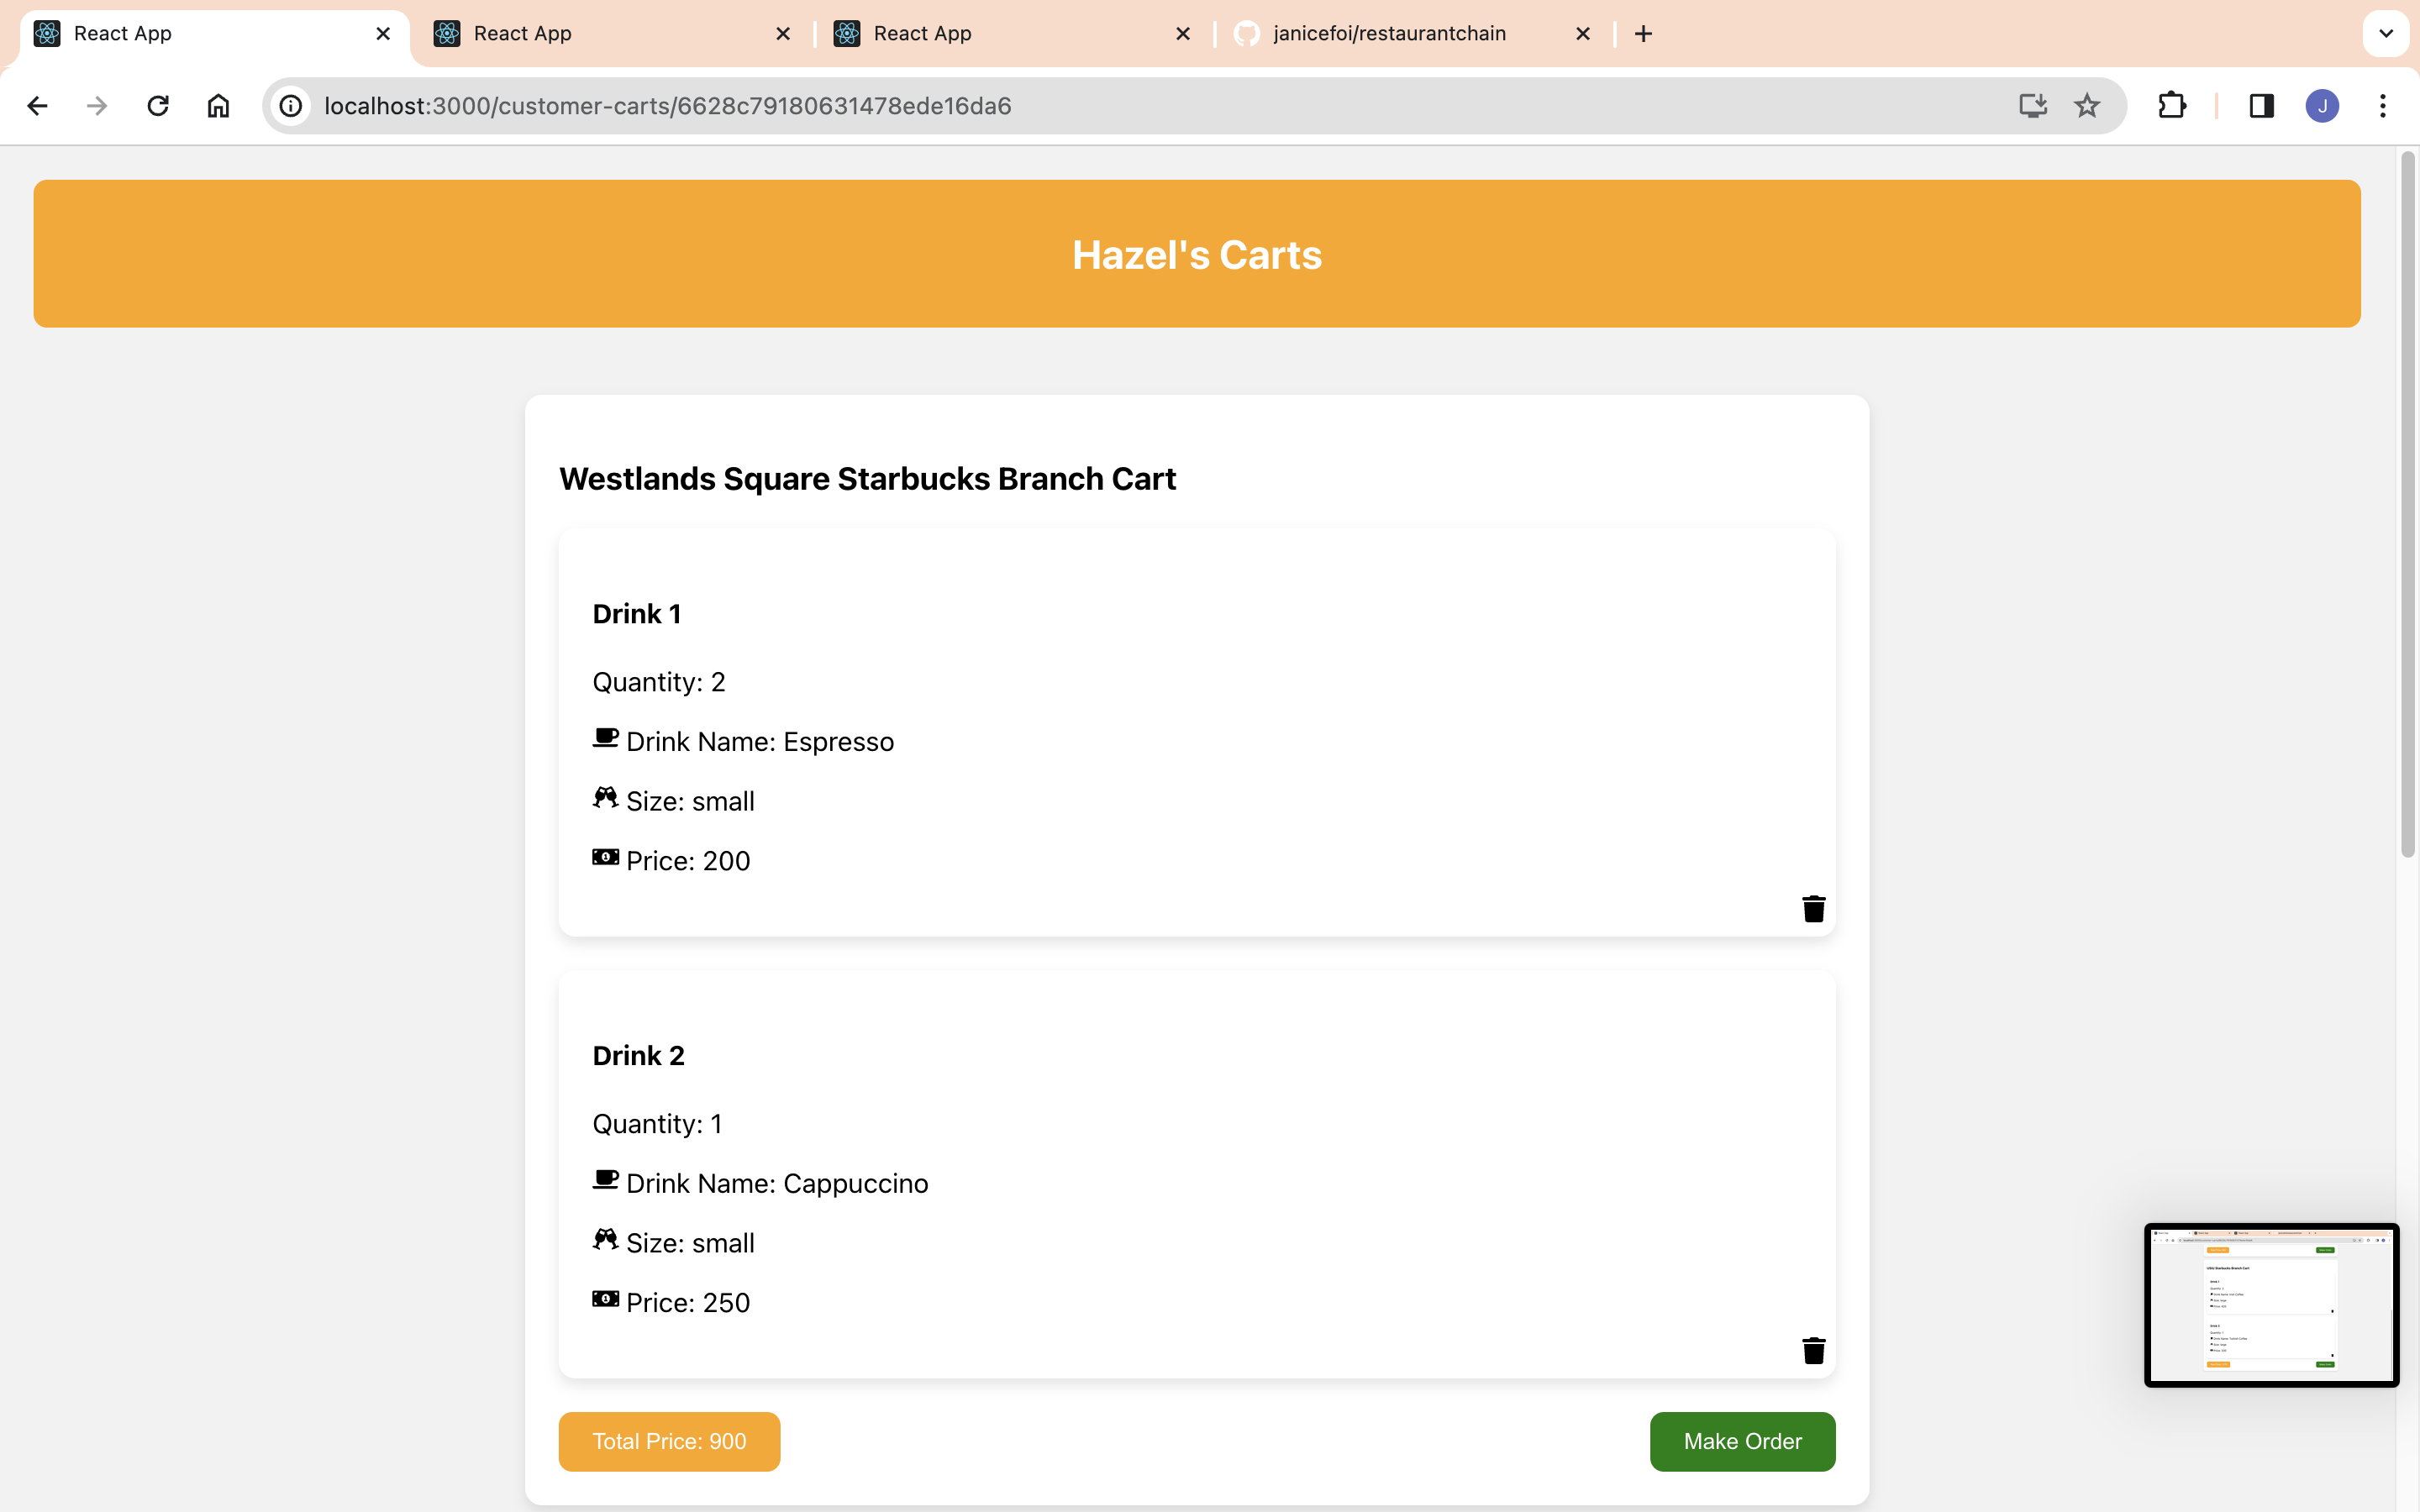 React App
React App
React App
janicefoi/restaurantchain
localhost:3000/customer-carts/6628c79180631478ede16da6
J
Hazel's Carts
Westlands Square Starbucks Branch Cart
Drink 1
Quantity: 2
Drink Name: Espresso
Size: small
Price: 200
Drink 2
Quantity: 1
Drink Name: Cappuccino
Size: small
Price: 250
Total Price: 900
Make Order